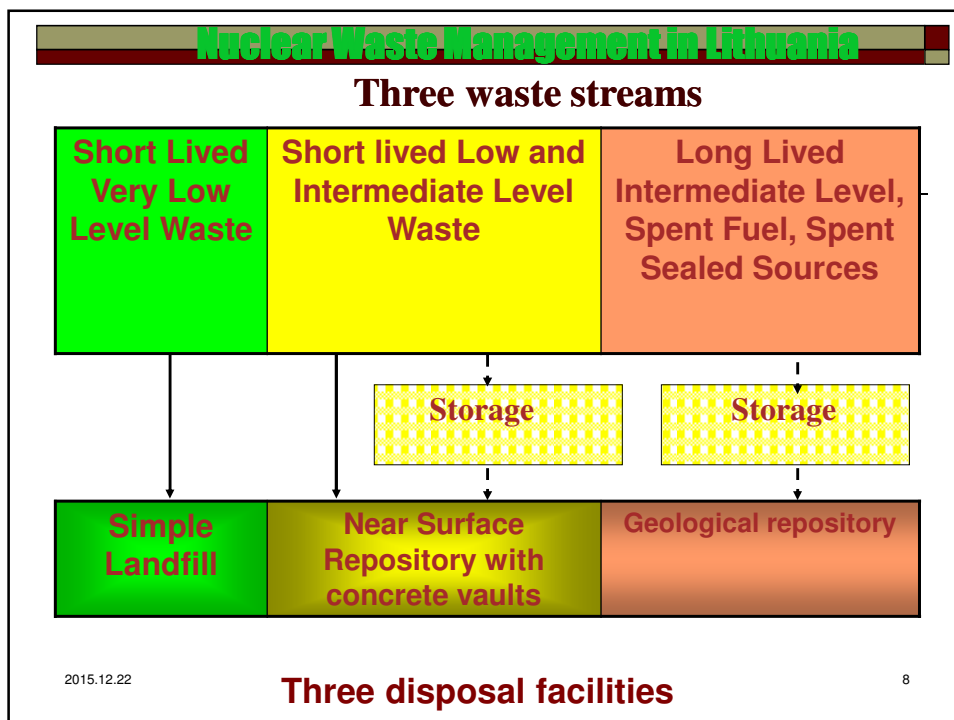 Nuclear Waste Management in Lithuania
Three waste streams
Short Lived
Very Low
Level Waste
Short lived Low and
Intermediate Level
Waste
Long Lived
Intermediate Level,
Spent Fuel, Spent
Sealed Sources
Storage
Storage
Simple
Landfill
Near Surface
Repository with
concrete vaults
Geological repository
2015.12.22
Three disposal facilities
8